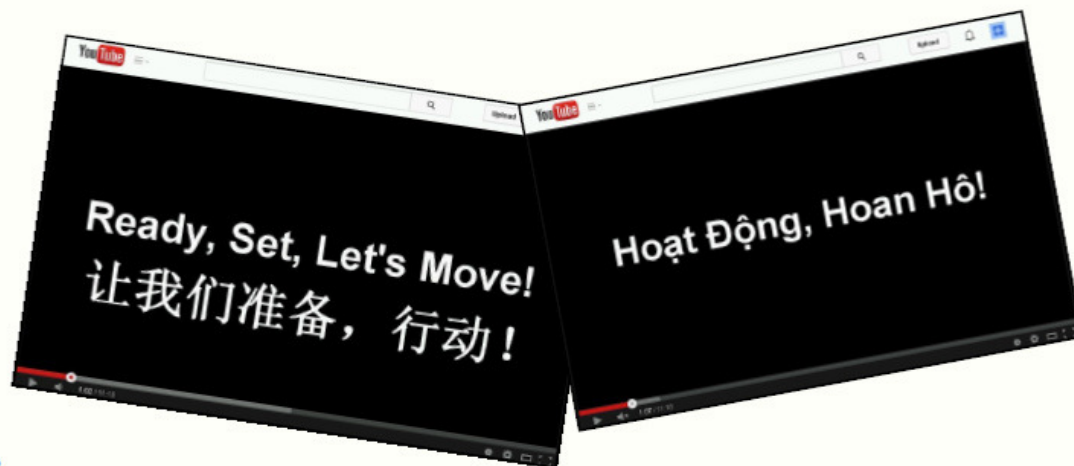 YouTube
Upload
Ready, Set, Let's Move!
让我们准备，行动！
YouTube
Upload
Hoạt Động, Hoan Hô!